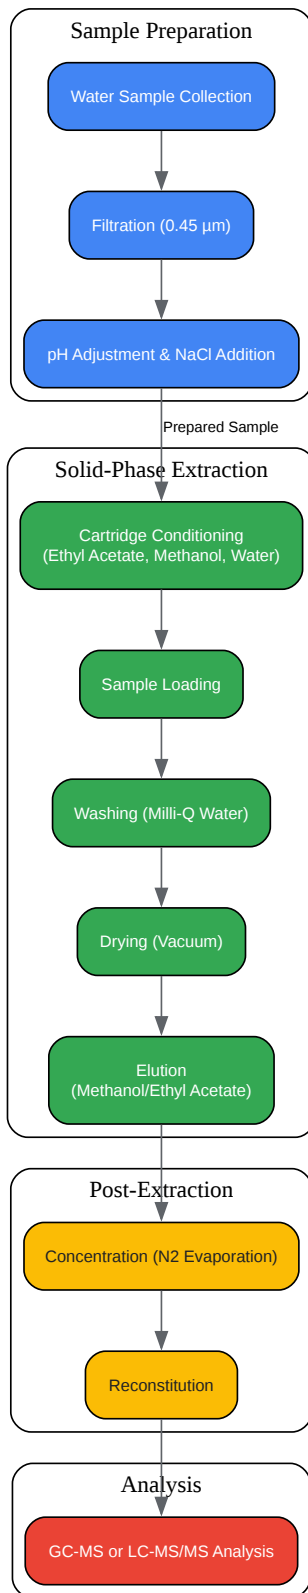 Sample Preparation
Water Sample Collection
Filtration (0.45 µm)
pH Adjustment & NaCl Addition
Prepared Sample
Solid-Phase Extraction
Cartridge Conditioning
(Ethyl Acetate, Methanol, Water)
Sample Loading
Washing (Milli-Q Water)
Drying (Vacuum)
Elution
(Methanol/Ethyl Acetate)
Post-Extraction
Concentration (N2 Evaporation)
Reconstitution
Analysis
GC-MS or LC-MS/MS Analysis